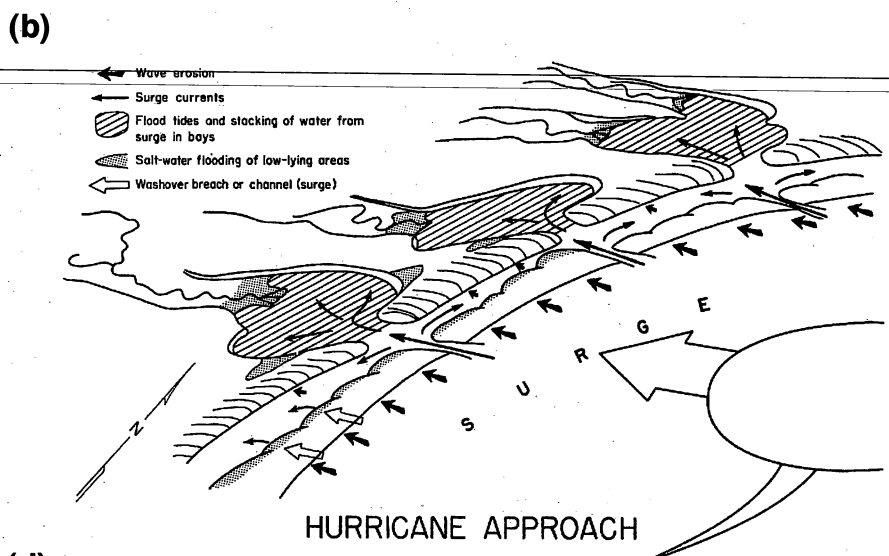 (b)
Wave erosion
Surge currents
Flood tides and stacking of water from
surge in bays
Salt-water flooding of low-lying areas
Washover breach or channel (surge)
S U R G E
N
HURRICANE APPROACH